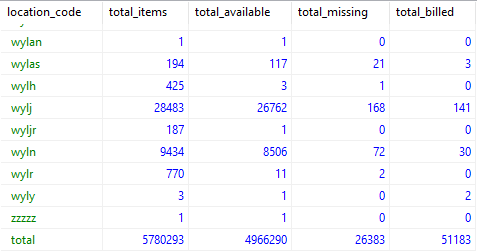 location_code total_items total_available total_missing total_billed
wylan 1 1 0 0
wylas 194 117 21 3
wylh 425 3 1 0
wylj 28483 26762 168 141
wyljr 187 1 0 0
wyln 9434 8506 72 30
wylr 770 11 2 0
wyly 3 1 0 2
zzzzz 1 1 0 0
total 5780293 4966290 26383 51183